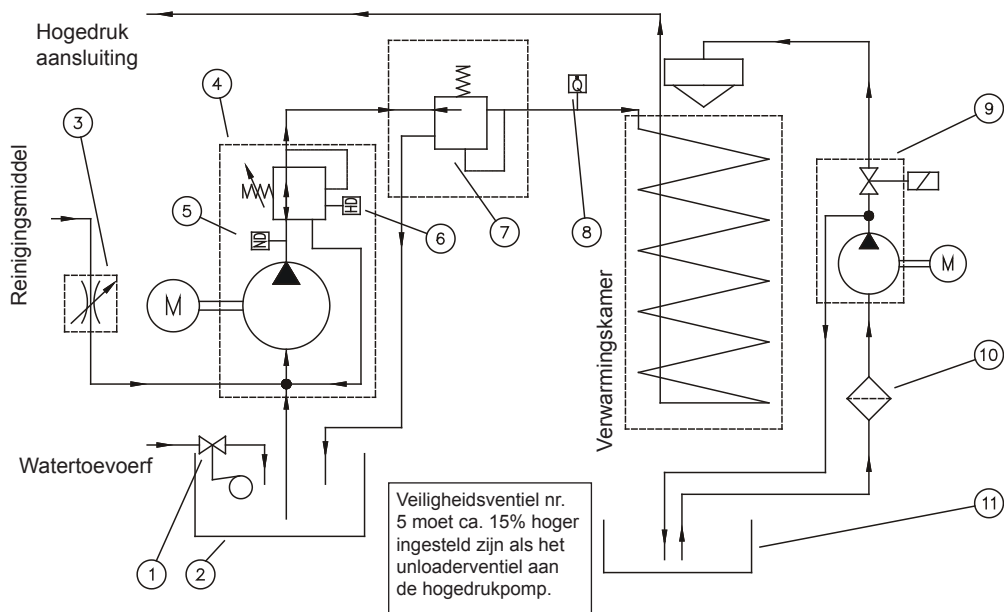 Hogedruk
aansluiting
4
3
9
Reinigingsmiddel
5
ND
HD
6
7
Q
8
M
M
10
Verwarmingskamer
Watertoevoerf
1
2
Veiligheidsventiel nr.
5 moet ca. 15% hoger
ingesteld zijn als het
unloaderventiel aan
de hogedrukpomp.
11